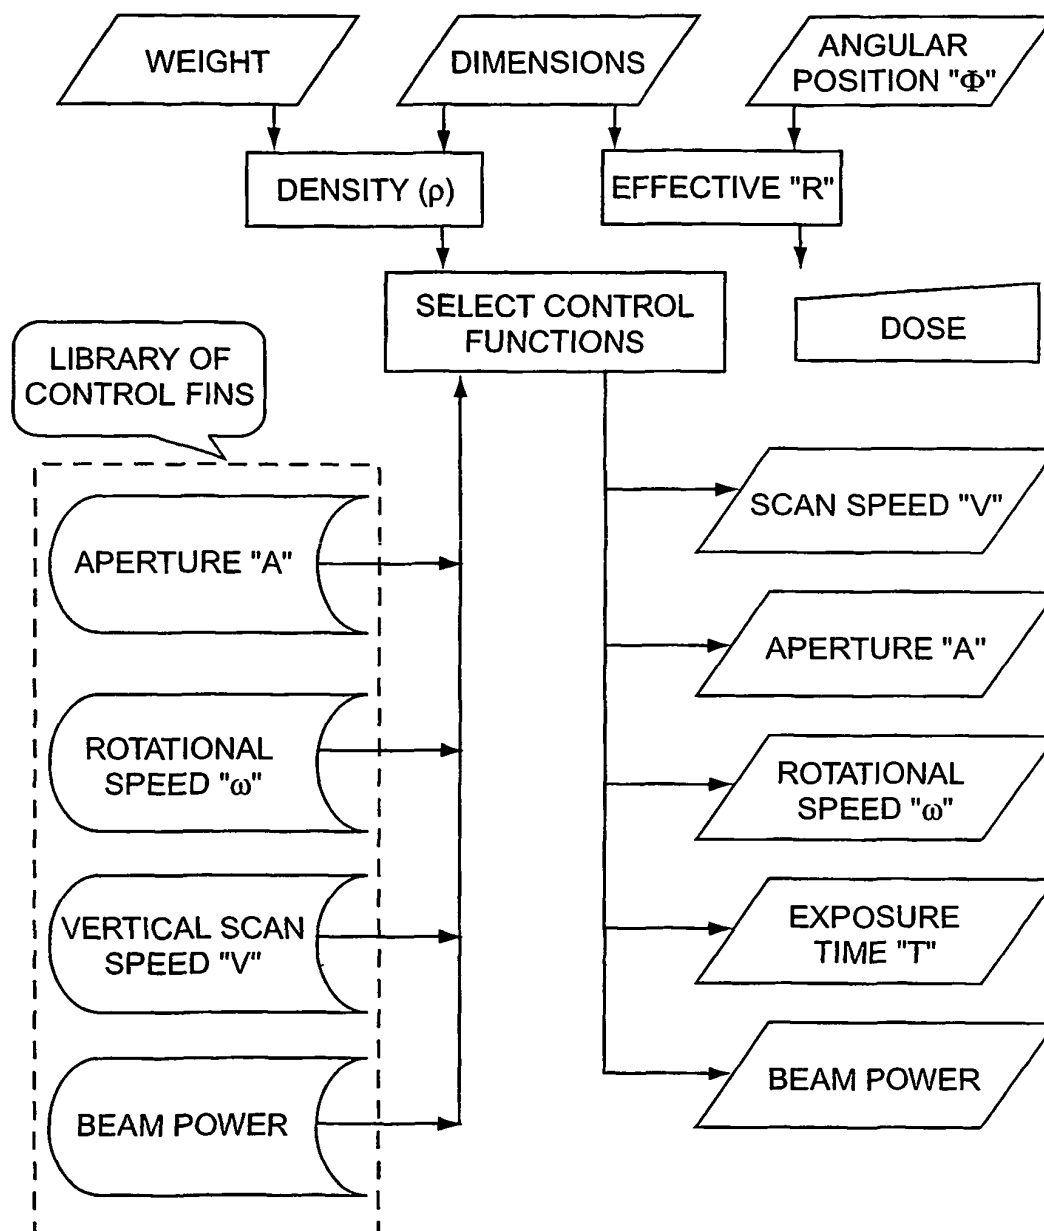 WEIGHT
DIMENSIONS
ANGULAR
POSITION "Φ"
DENSITY (ρ)
EFFECTIVE "R"
SELECT CONTROL
FUNCTIONS
DOSE
LIBRARY OF
CONTROL FINS
APERTURE "A"
ROTATIONAL
SPEED "ω"
VERTICAL SCAN
SPEED "V"
BEAM POWER
SCAN SPEED "V"
APERTURE "A"
ROTATIONAL
SPEED "ω"
EXPOSURE
TIME "T"
BEAM POWER